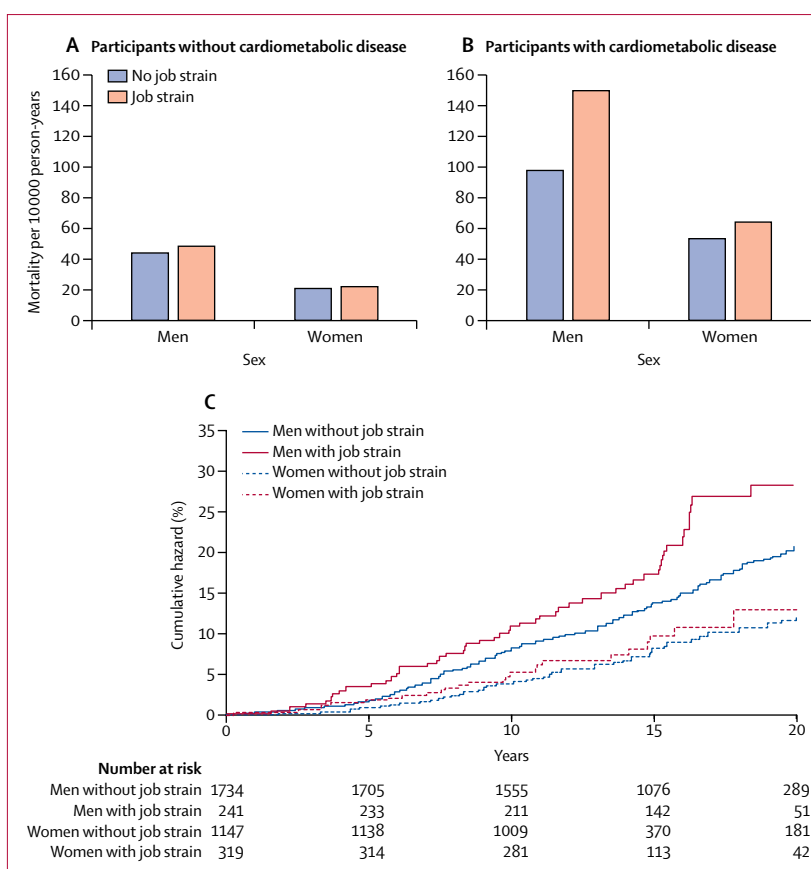 A Participants without cardiometabolic disease
B Participants with cardiometabolic disease
Mortality per 10 000 person-years
160
140
120
100
80
60
40
20
0
No job strain
Job strain
Men Women
Sex
160
140
120
100
80
60
40
20
0
Men Women
Sex
C
Cumulative hazard (%)
35
30
25
20
15
10
5
0
Men without job strain
Men with job strain
Women without job strain
Women with job strain
0 5 10 15 20
Years
Number at risk
Men without job strain 1734 1705 1555 1076 289
Men with job strain 241 233 211 142 51
Women without job strain 1147 1138 1009 370 181
Women with job strain 319 314 281 113 42